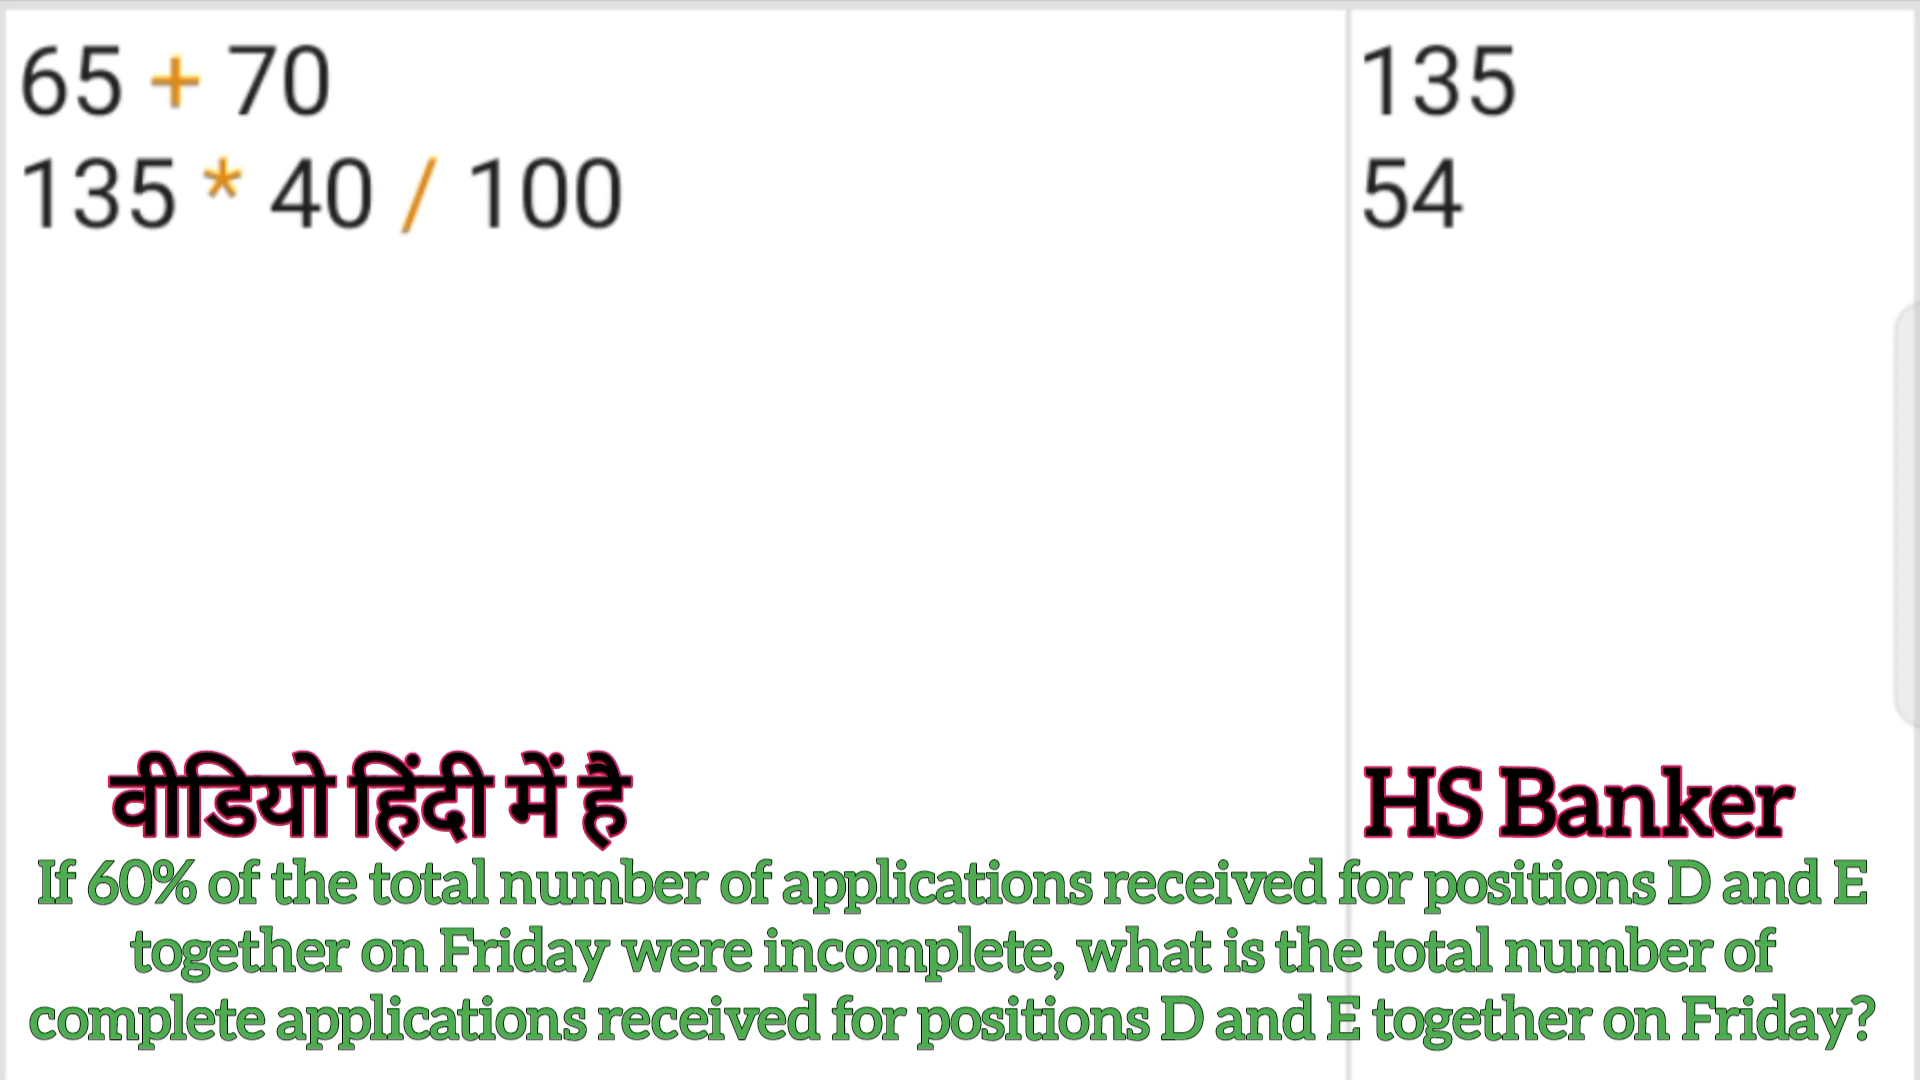 65 + 70
135
135 * 40 / 100
54
वीडियो हिंदी में है
HS Banker
If 60% of the total number of applications received for positions D and E
together on Friday were incomplete, what is the total number of
complete applications received for positions D and E together on Friday?